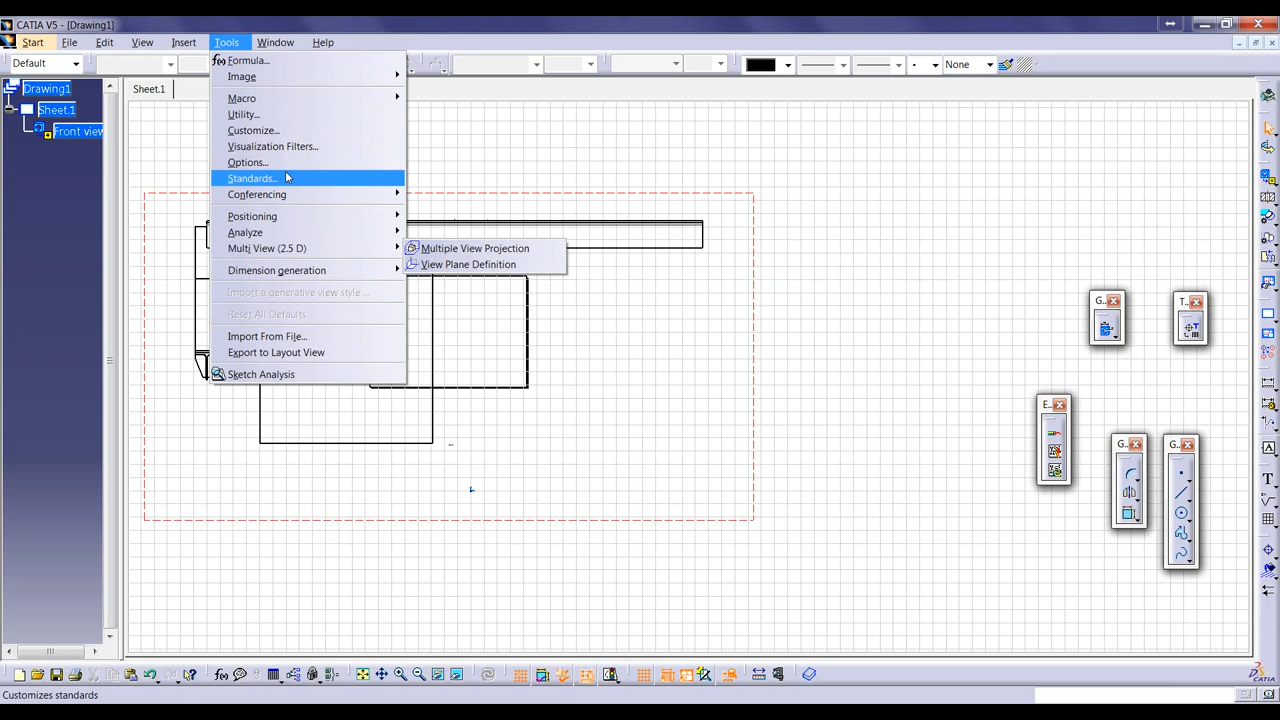 CATIA V5 - [Drawing1]
Start File Edit View Insert Tools Window Help
Default
None
Drawing1
Sheet.1
Front view
Sheet.1
Formula...
Image
Macro
Utility...
Customize...
Visualization Filters...
Options...
Standards...
Conferencing
Positioning
Analyze
Multi View (2.5 D)
Multiple View Projection
View Plane Definition
Dimension generation
Import a generative view style ...
Reset All Defaults
Import From File...
Export to Layout View
Sketch Analysis
G..
T..
E..
G..
G..
Customizes standards
CATIA